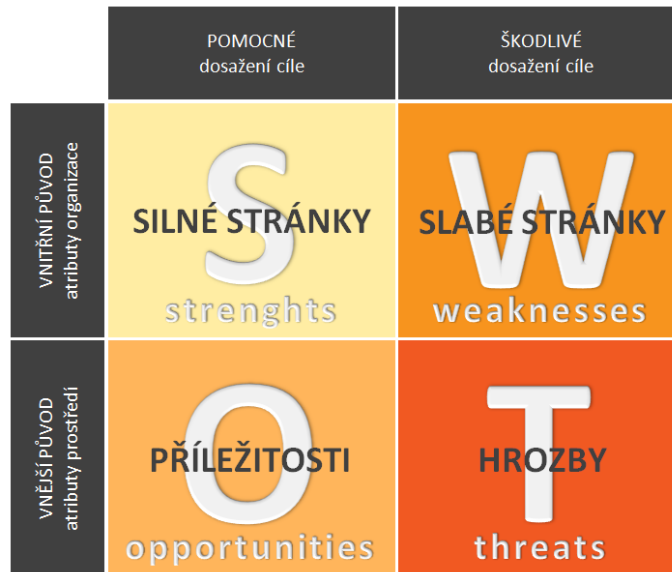 POMOCNÉ
dosažení cíle
ŠKODLIVÉ
dosažení cíle
VNITŘNÍ PŮVOD
atributy organizace
S
SILNÉ STRÁNKY
strenghts
W
SLABÉ STRÁNKY
weaknesses
VNĚJŠÍ PŮVOD
atributy prostředí
O
PŘÍLEŽITOSTI
opportunities
T
HROZBY
threats